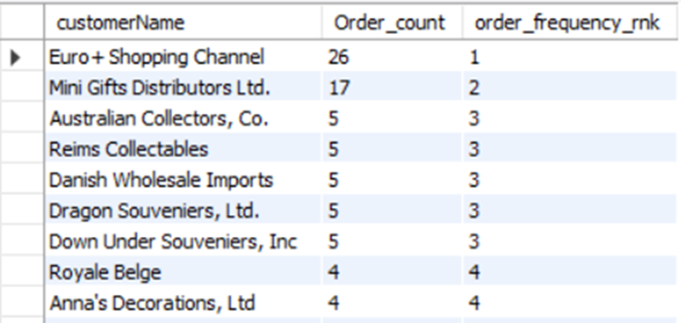 customerName Order_count order_frequency_rnk
Euro+ Shopping Channel 26 1
Mini Gifts Distributors Ltd. 17 2
Australian Collectors, Co. 5 3
Reims Collectables 5 3
Danish Wholesale Imports 5 3
Dragon Souveniers, Ltd. 5 3
Down Under Souveniers, Inc 5 3
Royale Belge 4 4
Anna's Decorations, Ltd 4 4